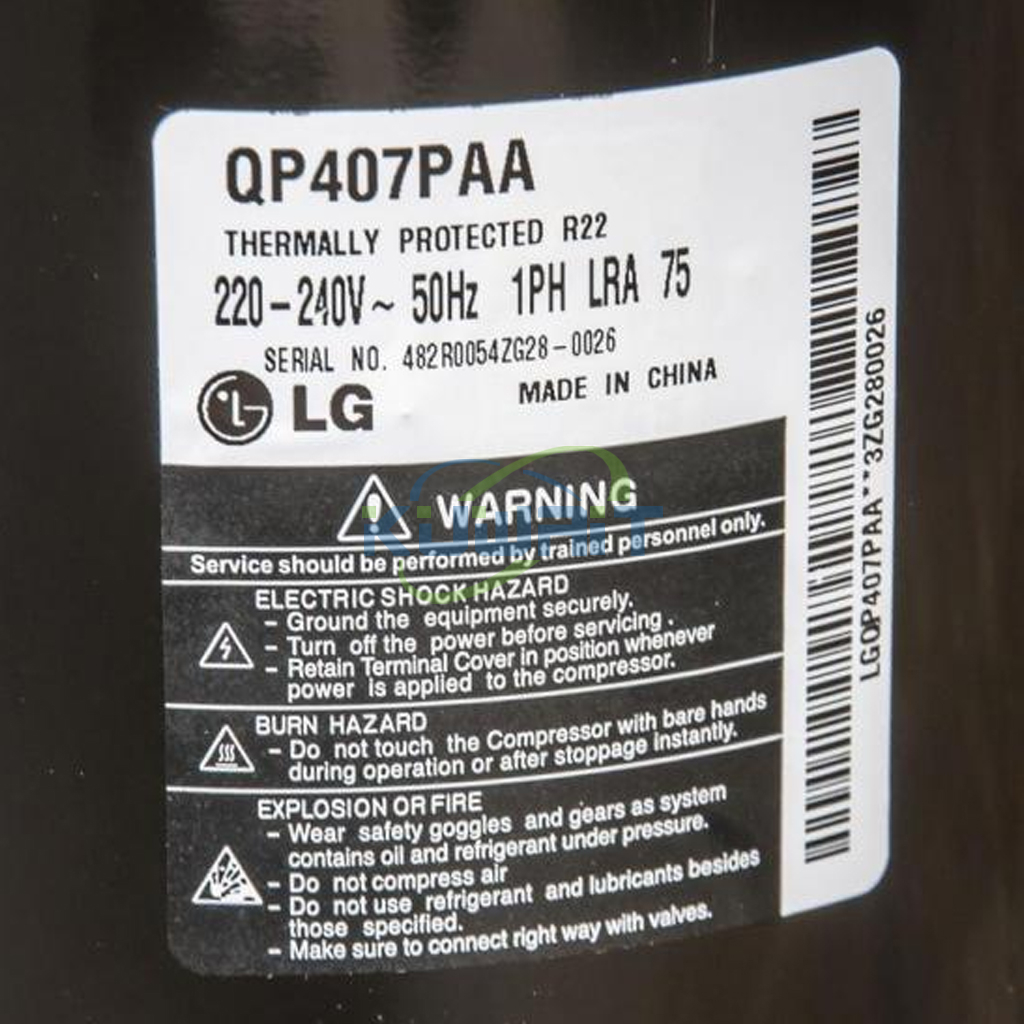 QP407PAA
THERMALLY PROTECTED R22
220-240V~ 50Hz 1PH LRA 75
SERIAL NO. 482R0054ZG28-0026
MADE IN CHINA
LG
WARNING
Service should be performed by trained personnel only.
ELECTRIC SHOCK HAZARD
- Ground the equipment securely.
- Turn off the power before servicing.
- Retain Terminal Cover in position whenever
power is applied to the compressor.
BURN HAZARD
- Do not touch the Compressor with bare hands
during operation or after stoppage instantly.
EXPLOSION OR FIRE
- Wear safety goggles and gears as system
contains oil and refrigerant under pressure.
- Do not compress air
- Do not use refrigerant and lubricants besides
those specified.
- Make sure to connect right way with valves.
LGQP407PAA**3ZG280026